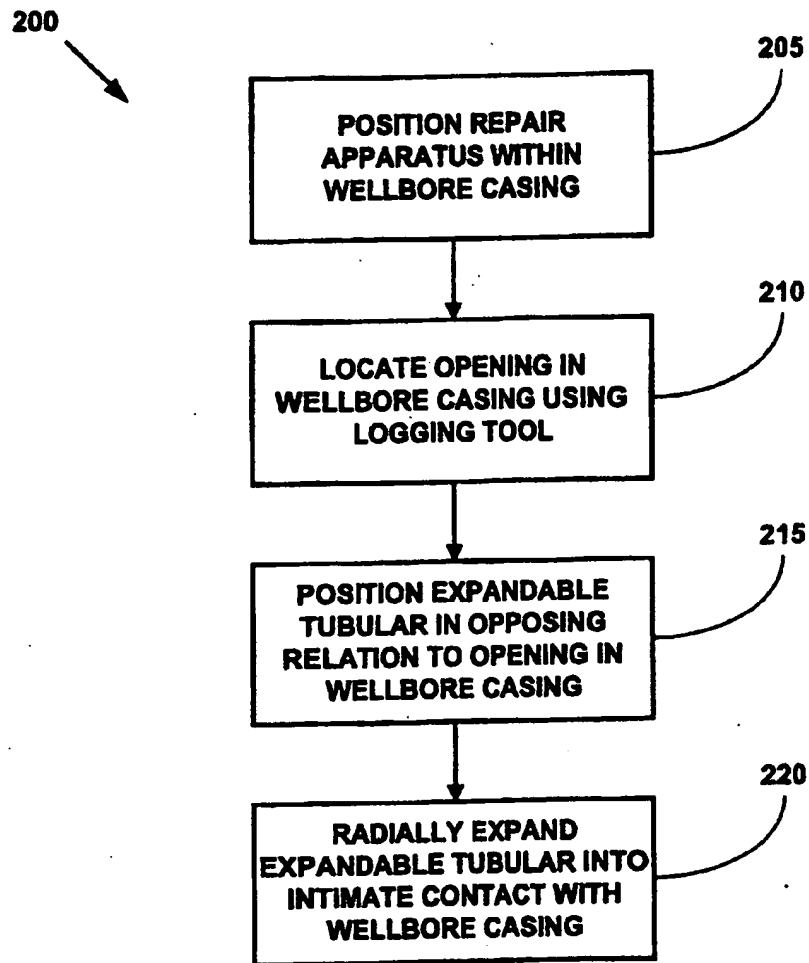 200
205
POSITION REPAIR
APPARATUS WITHIN
WELLBORE CASING
210
LOCATE OPENING IN
WELLBORE CASING USING
LOGGING TOOL
215
POSITION EXPANDABLE
TUBULAR IN OPPOSING
RELATION TO OPENING IN
WELLBORE CASING
220
RADIALLY EXPAND
EXPANDABLE TUBULAR INTO
INTIMATE CONTACT WITH
WELLBORE CASING